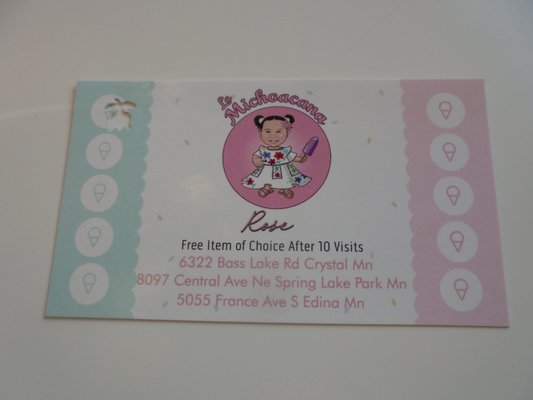 La Michoacana
Rose
Free Item of Choice After 10 Visits
6322 Bass Lake Rd Crystal Mn
8097 Central Ave Ne Spring Lake Park Mn
5055 France Ave S Edina Mn